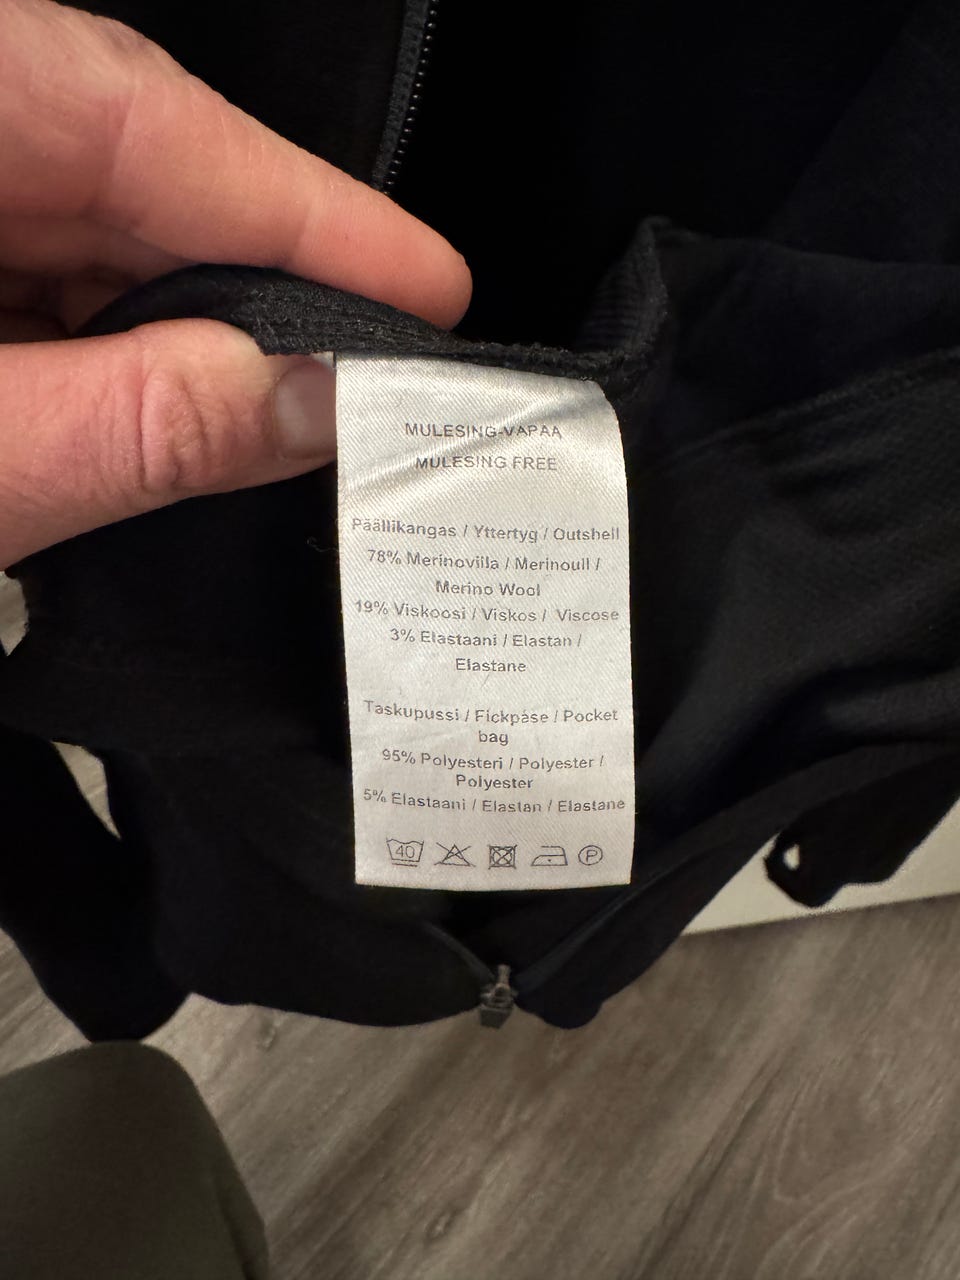 MULESING-VAPAA
MULESING FREE
Päällikangas / Yttertyg / Outshell
78% Merinovilla / Merinoull /
Merino Wool
19% Viskoosi / Viskos / Viscose
3% Elastaani / Elastan /
Elastane
Taskupussi / Fickpåse / Pocket
bag
95% Polyesteri / Polyester /
Polyester
5% Elastaani / Elastan / Elastane
40 P